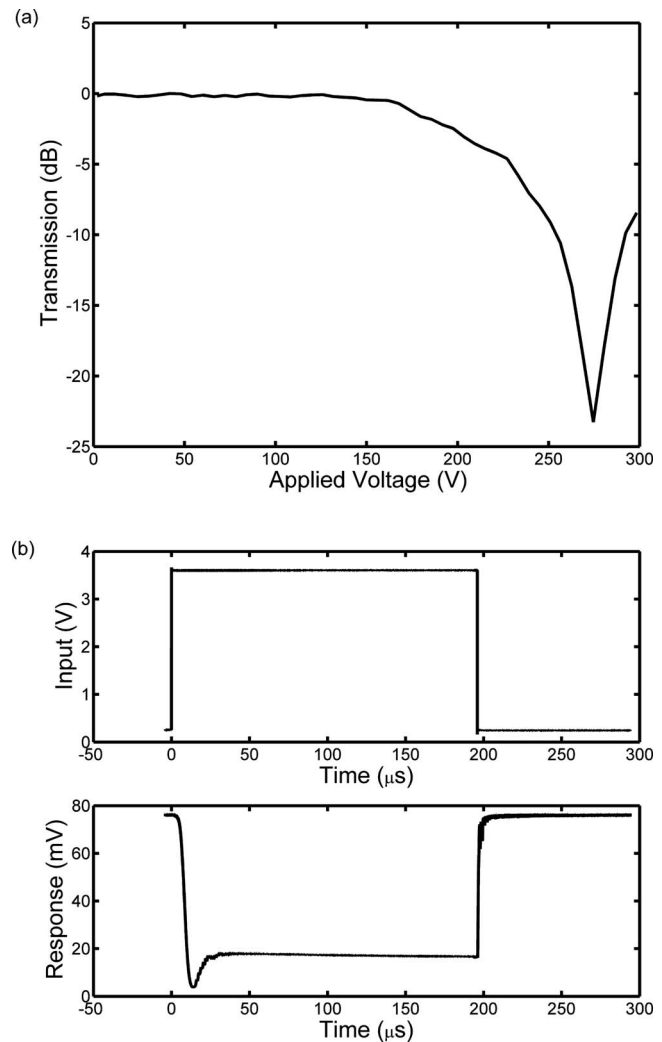 (a)
5
0
-5
-10
-15
-20
-25
Transmission (dB)
0 50 100 150 200 250 300
Applied Voltage (V)
(b)
4
3
2
1
0
Input (V)
-50 0 50 100 150 200 250 300
Time (μs)
80
60
40
20
0
Response (mV)
-50 0 50 100 150 200 250 300
Time (μs)